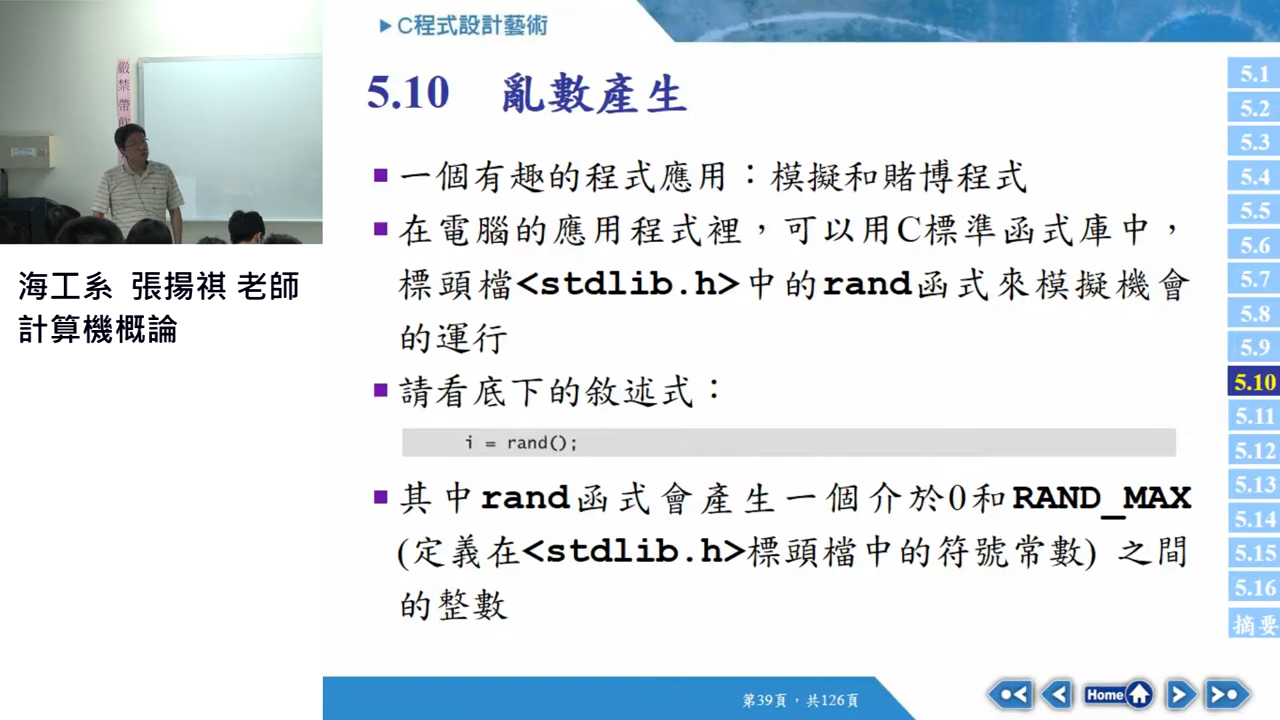 C程式設計藝術
嚴禁帶飲
海工系 張揚祺 老師
計算機概論
5.10 亂數產生
一個有趣的程式應用：模擬和賭博程式
在電腦的應用程式裡，可以用C標準函式庫中，
標頭檔<stdlib.h>中的rand函式來模擬機會
的運行
請看底下的敘述式：
i = rand();
其中rand函式會產生一個介於0和RAND_MAX
(定義在<stdlib.h>標頭檔中的符號常數) 之間
的整數
5.1
5.2
5.3
5.4
5.5
5.6
5.7
5.8
5.9
5.10
5.11
5.12
5.13
5.14
5.15
5.16
摘要
第39頁，共126頁
Home